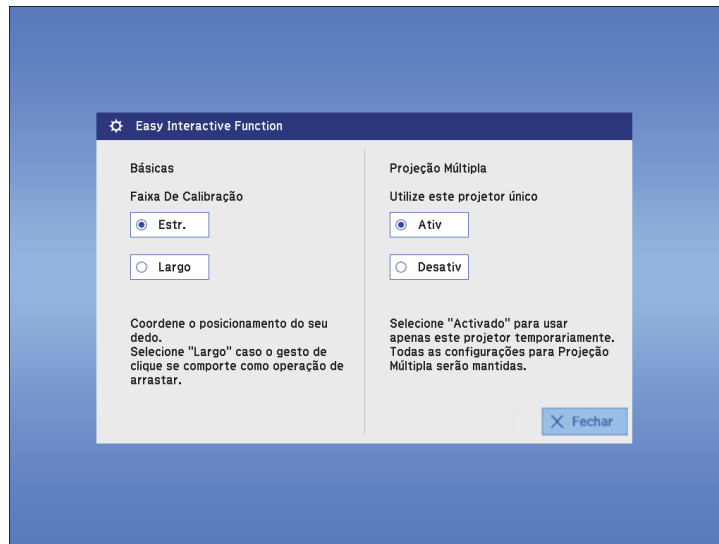 Easy Interactive Function
Básicas
Faixa De Calibração
Estr.
Largo
Coordene o posicionamento do seu
dedo.
Selecione "Largo" caso o gesto de
clique se comporte como operação de
arrastar.
Projeção Múltipla
Utilize este projetor único
Ativ
Desativ
Selecione "Activado" para usar
apenas este projetor temporariamente.
Todas as configurações para Projeção
Múltipla serão mantidas.
Fechar